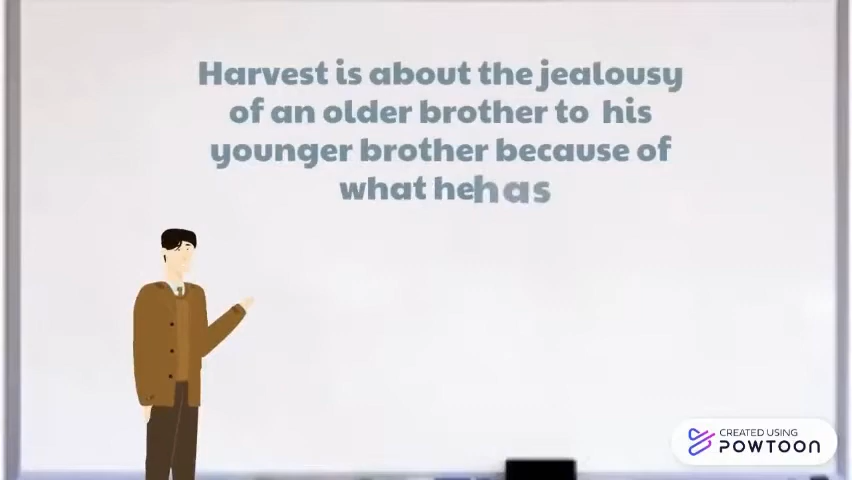 Harvest is about the jealousy
of an older brother to his
younger brother because of
what he has
CREATED USING
POWTOON